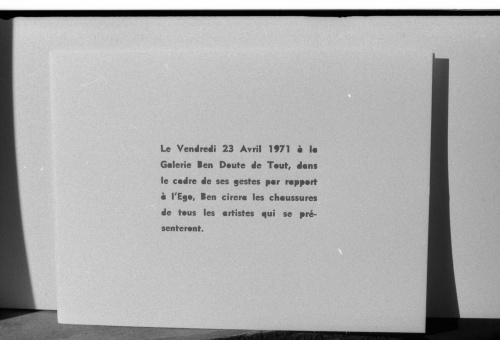 Le Vendredi 23 Avril 1971 à la
Galerie Ben Doute de Tout, dans
le cadre de ses gestes par rapport
à l'Ego, Ben cirera les chaussures
de tous les artistes qui se pré-
senteront.